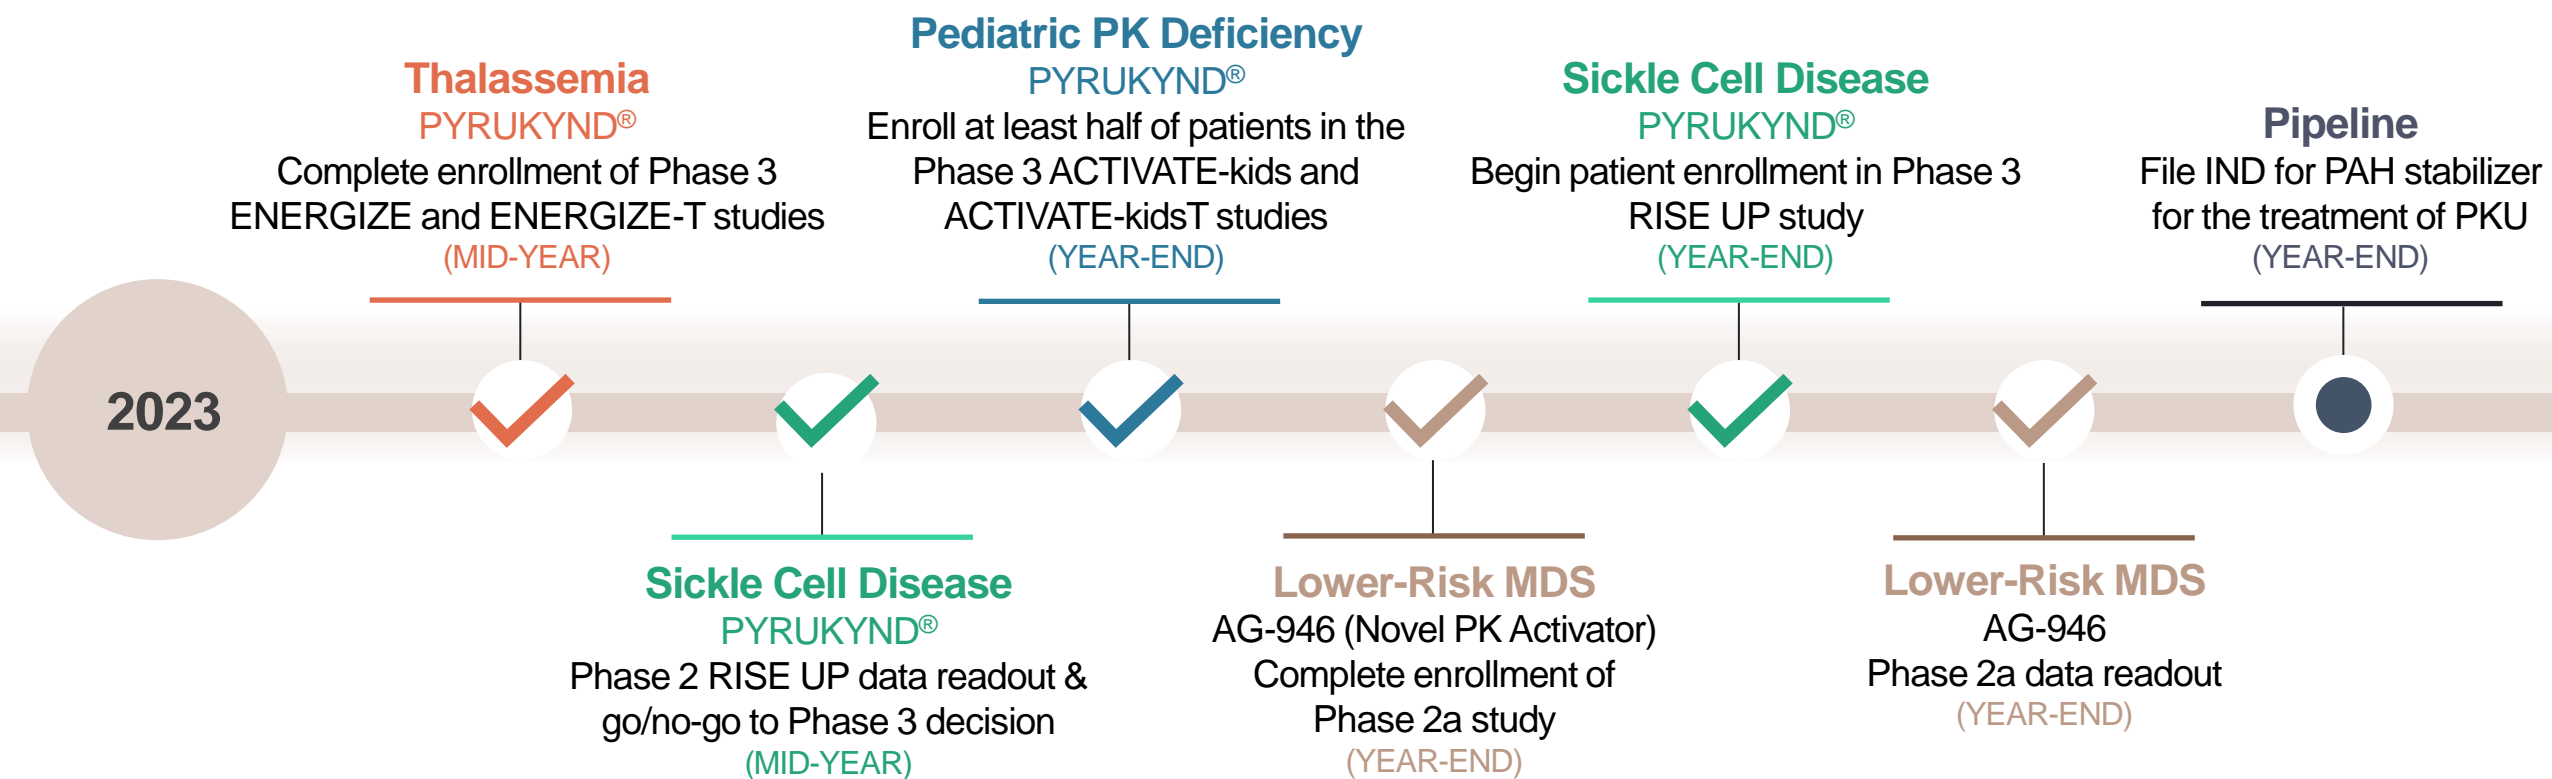 2023
Thalassemia
PYRUKYND®
Complete enrollment of Phase 3
ENERGIZE and ENERGIZE-T studies
(MID-YEAR)
Sickle Cell Disease
PYRUKYND®
Phase 2 RISE UP data readout &
go/no-go to Phase 3 decision
(MID-YEAR)
Pediatric PK Deficiency
PYRUKYND®
Enroll at least half of patients in the
Phase 3 ACTIVATE-kids and
ACTIVATE-kidsT studies
(YEAR-END)
Lower-Risk MDS
AG-946 (Novel PK Activator)
Complete enrollment of
Phase 2a study
(YEAR-END)
Sickle Cell Disease
PYRUKYND®
Begin patient enrollment in Phase 3
RISE UP study
(YEAR-END)
Lower-Risk MDS
AG-946
Phase 2a data readout
(YEAR-END)
Pipeline
File IND for PAH stabilizer
for the treatment of PKU
(YEAR-END)